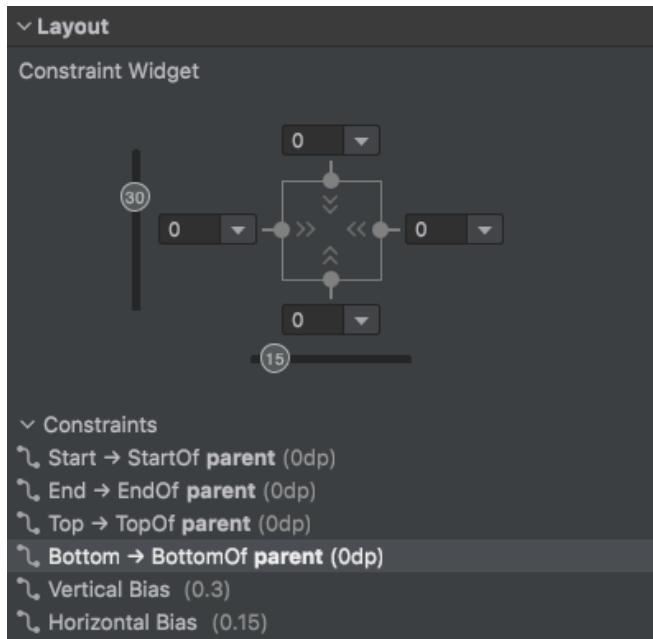 Layout
Constraint Widget
0
30
0
0
0
15
Constraints
Start → StartOf parent (0dp)
End → EndOf parent (0dp)
Top → TopOf parent (0dp)
Bottom → BottomOf parent (0dp)
Vertical Bias (0.3)
Horizontal Bias (0.15)